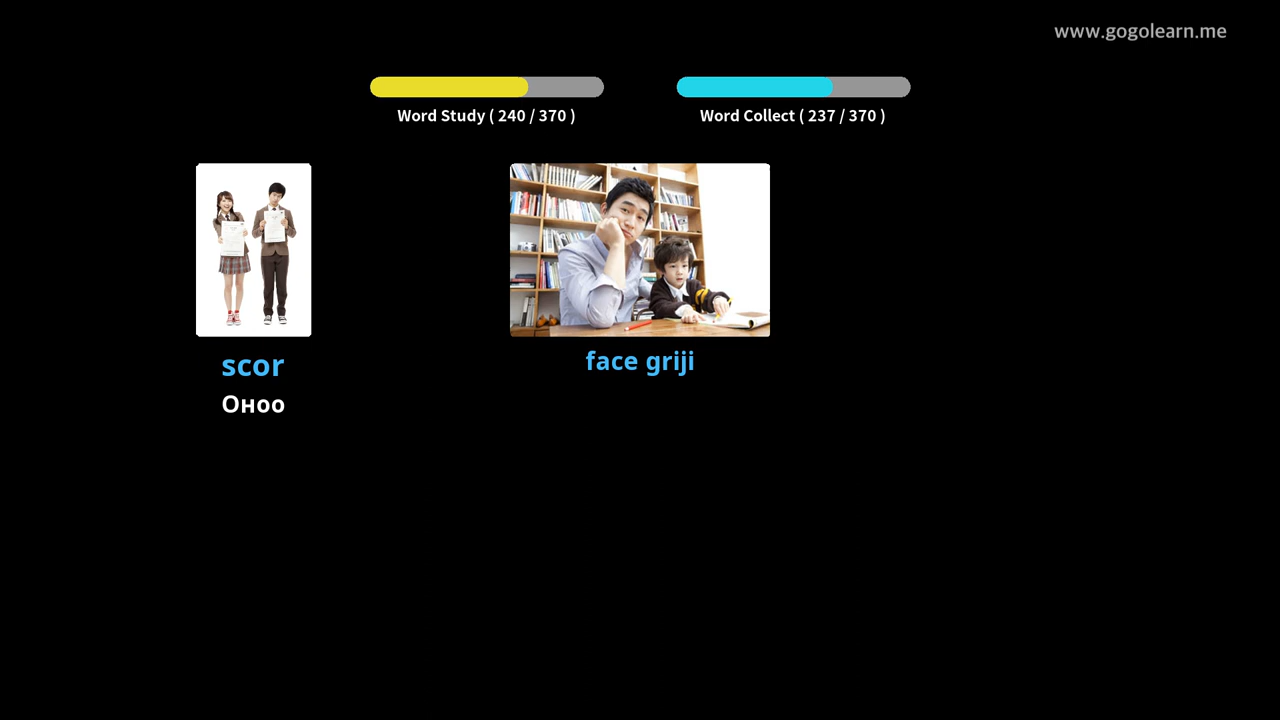 www.gogolearn.me
Word Study ( 240 / 370 )
Word Collect ( 237 / 370 )
scor
Оноо
face griji